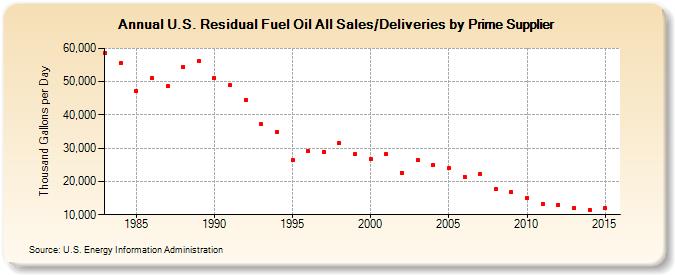 Annual U.S. Residual Fuel Oil All Sales/Deliveries by Prime Supplier
Thousand Gallons per Day
60,000
50,000
40,000
30,000
20,000
10,000
1985 1990 1995 2000 2005 2010 2015
Source: U.S. Energy Information Administration